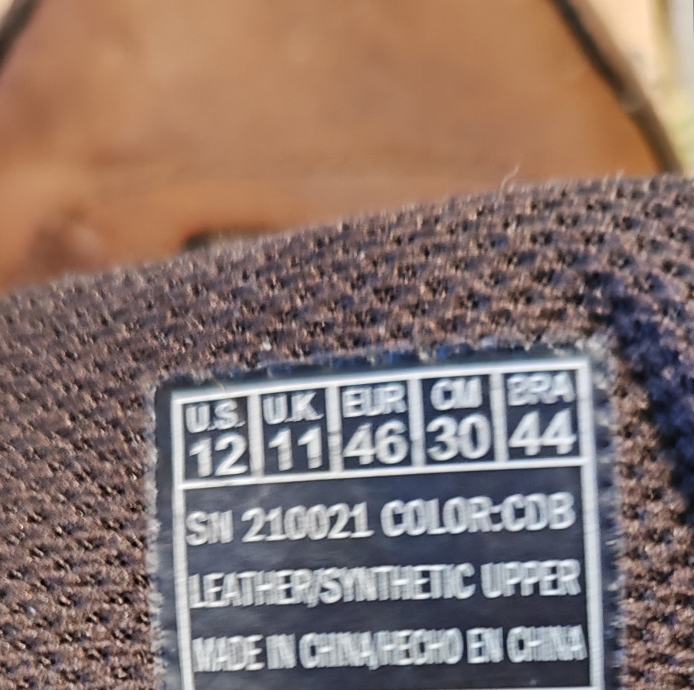 U.S. U.K. EUR CM BRA
12 11 46 30 44
SN 210021 COLOR:CDB
LEATHER/SYNTHETIC UPPER
MADE IN CHINA/HECHO EN CHINA